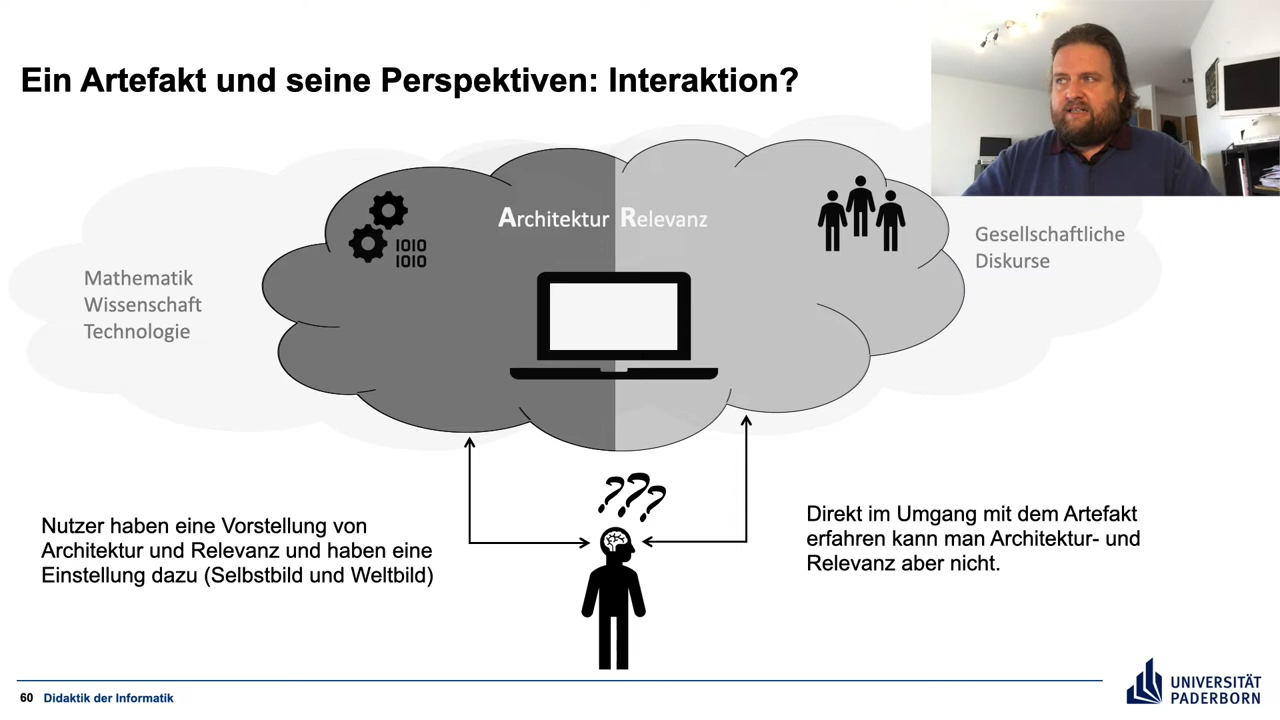 Ein Artefakt und seine Perspektiven: Interaktion?
Architektur Relevanz
1010
1010
Gesellschaftliche
Diskurse
Mathematik
Wissenschaft
Technologie
???
Nutzer haben eine Vorstellung von
Architektur und Relevanz und haben eine
Einstellung dazu (Selbstbild und Weltbild)
Direkt im Umgang mit dem Artefakt
erfahren kann man Architektur- und
Relevanz aber nicht.
60 Didaktik der Informatik
UNIVERSITÄT
PADERBORN